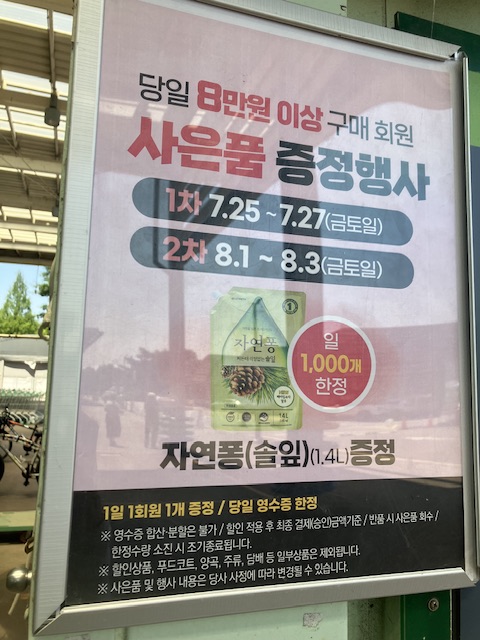 당일 8만원 이상 구매 회원
사은품 증정행사
1차 7.25 ~ 7.27(금토일)
2차 8.1 ~ 8.3(금토일)
자연퐁
솔잎
1.4L
일
1,000개
한정
자연퐁(솔잎)(1.4L)증정
1일 1회원 1개 증정 / 당일 영수증 한정
※ 영수증 합산·분할은 불가 / 할인 적용 후 최종 결제(승인)금액기준 / 반품 시 사은품 회수 /
한정수량 소진 시 조기종료됩니다.
※ 할인상품, 푸드코트, 양곡, 주류, 담배 등 일부상품은 제외됩니다.
※ 사은품 및 행사 내용은 당사 사정에 따라 변경될 수 있습니다.